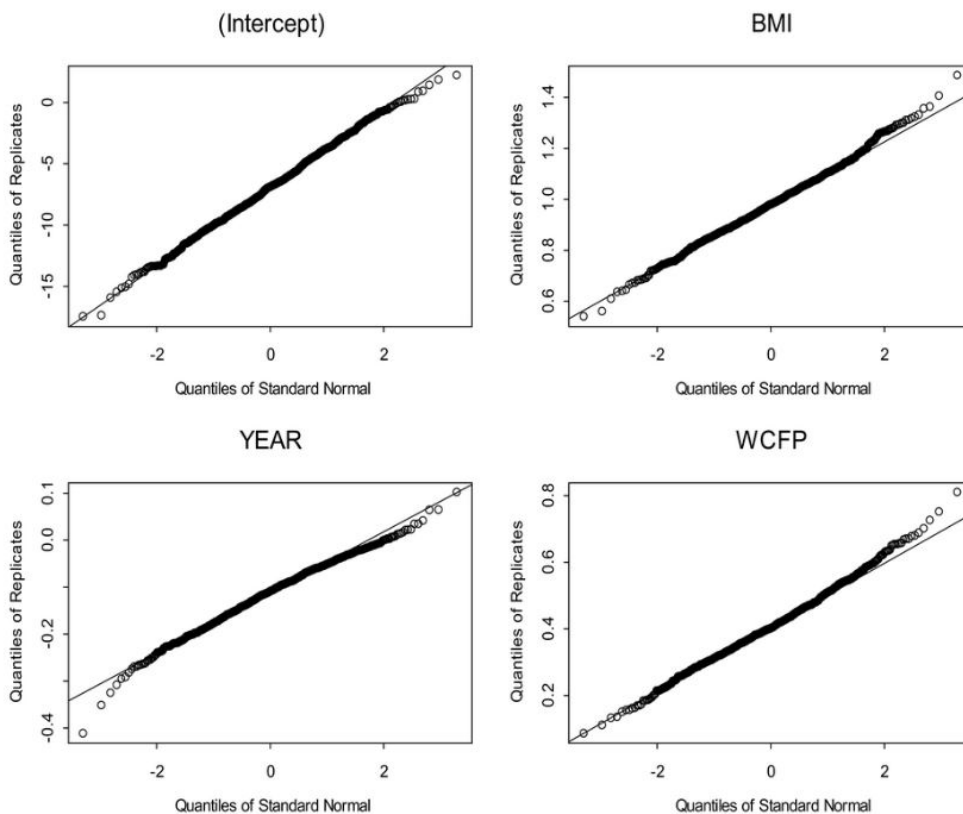 (Intercept)
Quantiles of Replicates
0
-5
-10
-15
-2
0
2
Quantiles of Standard Normal
BMI
Quantiles of Replicates
1.4
1.2
1.0
0.8
0.6
-2
0
2
Quantiles of Standard Normal
YEAR
Quantiles of Replicates
0.1
0.0
-0.2
-0.4
-2
0
2
Quantiles of Standard Normal
WCFP
Quantiles of Replicates
0.8
0.6
0.4
0.2
-2
0
2
Quantiles of Standard Normal